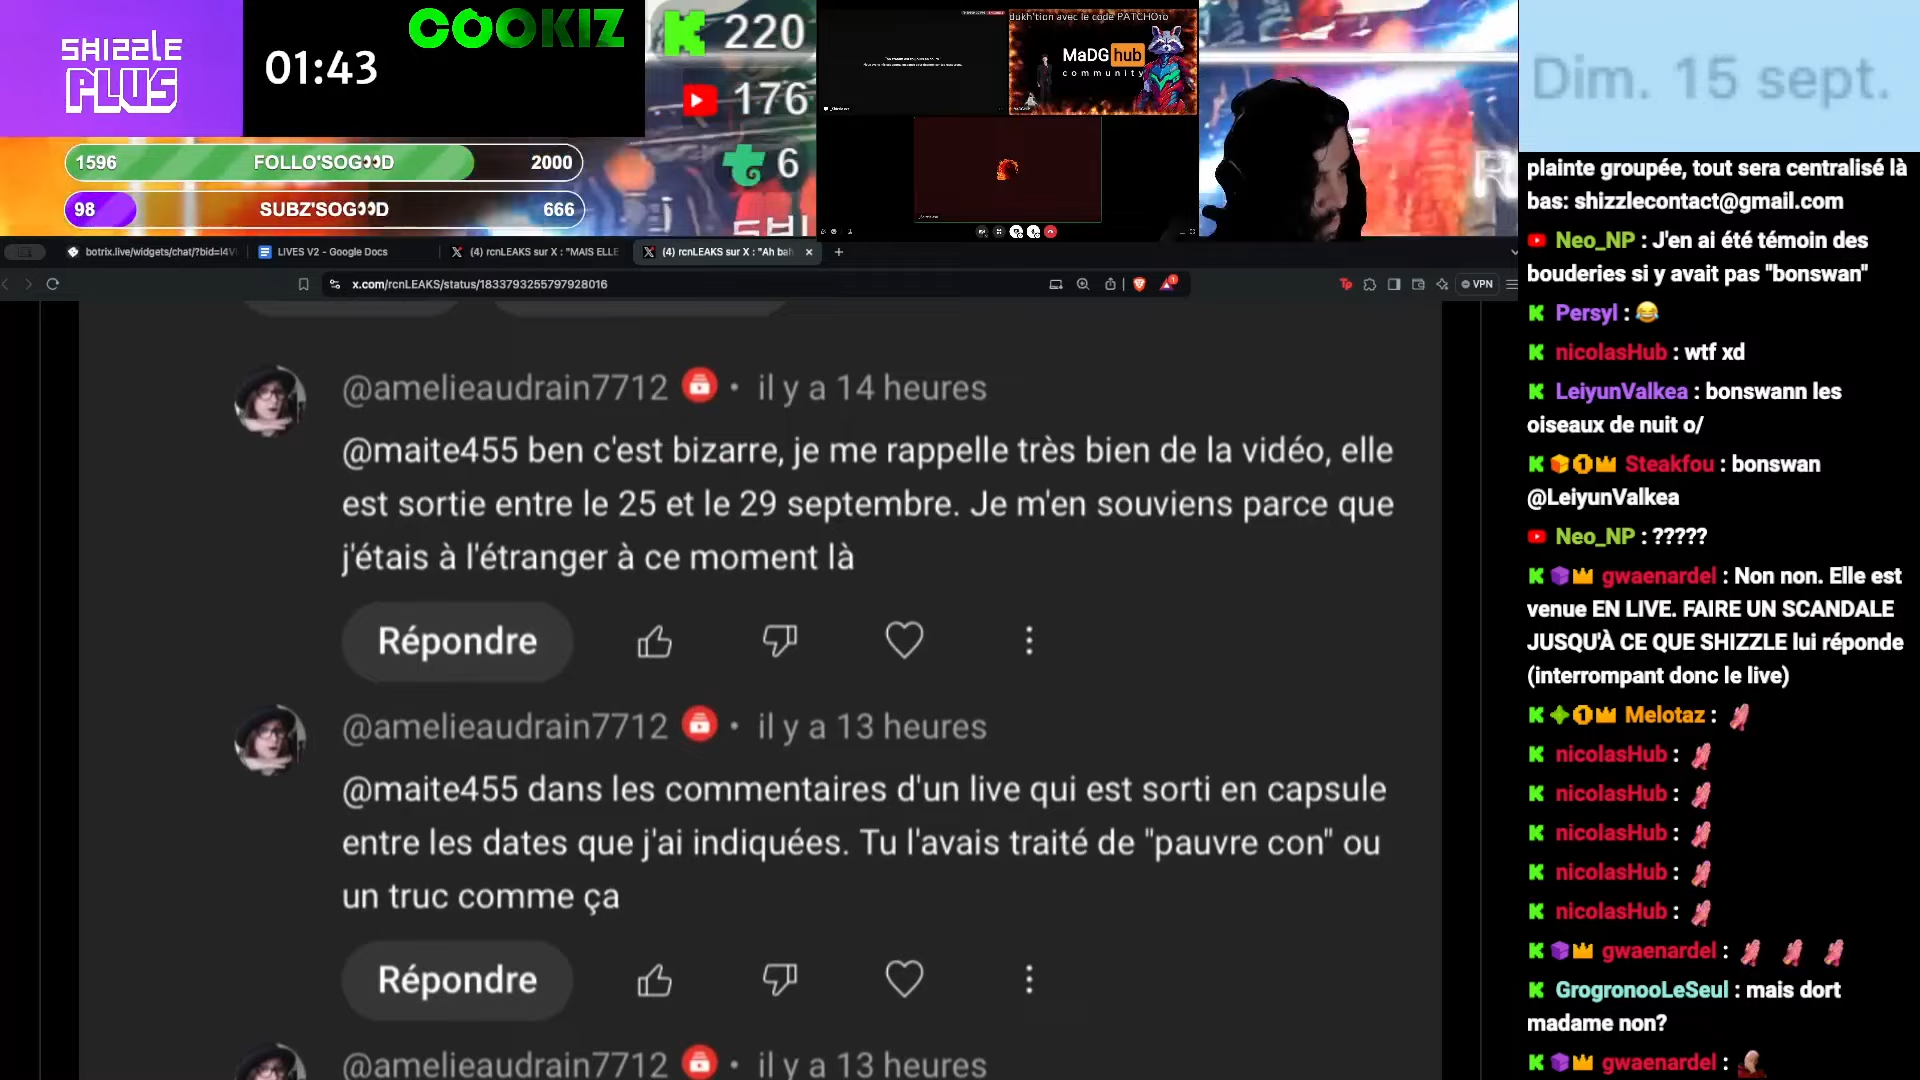 SHIZZLE
PLUS
01:43
COOKIZ
220
176
6
1596 FOLLO'SOG👀D 2000
98 SUBZ'SOG👀D 666
dukh'tion avec le code PATCHO10
MaDG hub
community
Dim. 15 sept.
botrix.live/widgets/chat/?bid=I4V
LIVES V2 - Google Docs
(4) rcnLEAKS sur X : "MAIS ELLE
(4) rcnLEAKS sur X : "Ah bah
x.com/rcnLEAKS/status/1833793255797928016
VPN
@amelieaudrain7712 • il y a 14 heures
@maite455 ben c'est bizarre, je me rappelle très bien de la vidéo, elle
est sortie entre le 25 et le 29 septembre. Je m'en souviens parce que
j'étais à l'étranger à ce moment là
Répondre
@amelieaudrain7712 • il y a 13 heures
@maite455 dans les commentaires d'un live qui est sorti en capsule
entre les dates que j'ai indiquées. Tu l'avais traité de "pauvre con" ou
un truc comme ça
Répondre
@amelieaudrain7712 • il y a 13 heures
plainte groupée, tout sera centralisé là
bas: shizzlecontact@gmail.com
Neo_NP : J'en ai été témoin des
bouderies si y avait pas "bonswan"
Persyl : 😂
nicolasHub : wtf xd
LeiyunValkea : bonswann les
oiseaux de nuit o/
Steakfou : bonswan
@LeiyunValkea
Neo_NP : ?????
gwaenardel : Non non. Elle est
venue EN LIVE. FAIRE UN SCANDALE
JUSQU'À CE QUE SHIZZLE lui réponde
(interrompant donc le live)
Melotaz :
nicolasHub :
nicolasHub :
nicolasHub :
nicolasHub :
nicolasHub :
gwaenardel :
GrogronooLeSeul : mais dort
madame non?
gwaenardel :